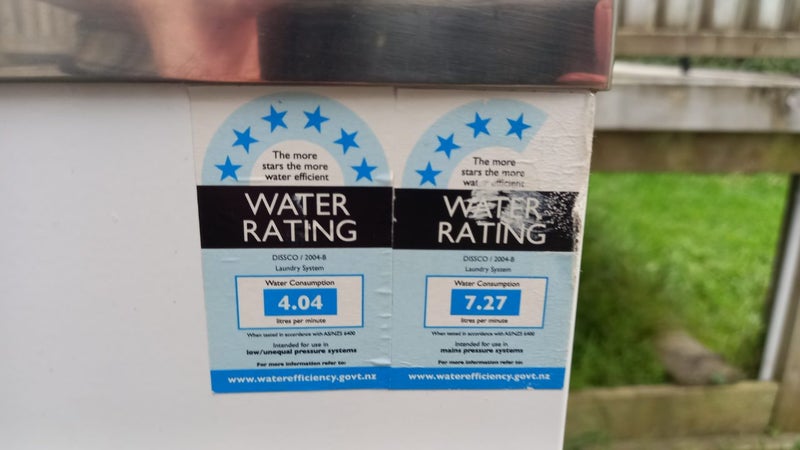 The more
stars the more
water efficient
WATER
RATING
DISSCO / 2004-B
Laundry System
Water Consumption
4.04
litres per minute
When tested in accordance with AS/NZS 6400
Intended for use in
low/unequal pressure systems
For more information refer to:
www.waterefficiency.govt.nz
The more
stars the more
water efficient
WATER
RATING
DISSCO / 2004-B
Laundry System
Water Consumption
7.27
litres per minute
When tested in accordance with AS/NZS 6400
Intended for use in
mains pressure systems
For more information refer to:
www.waterefficiency.govt.nz